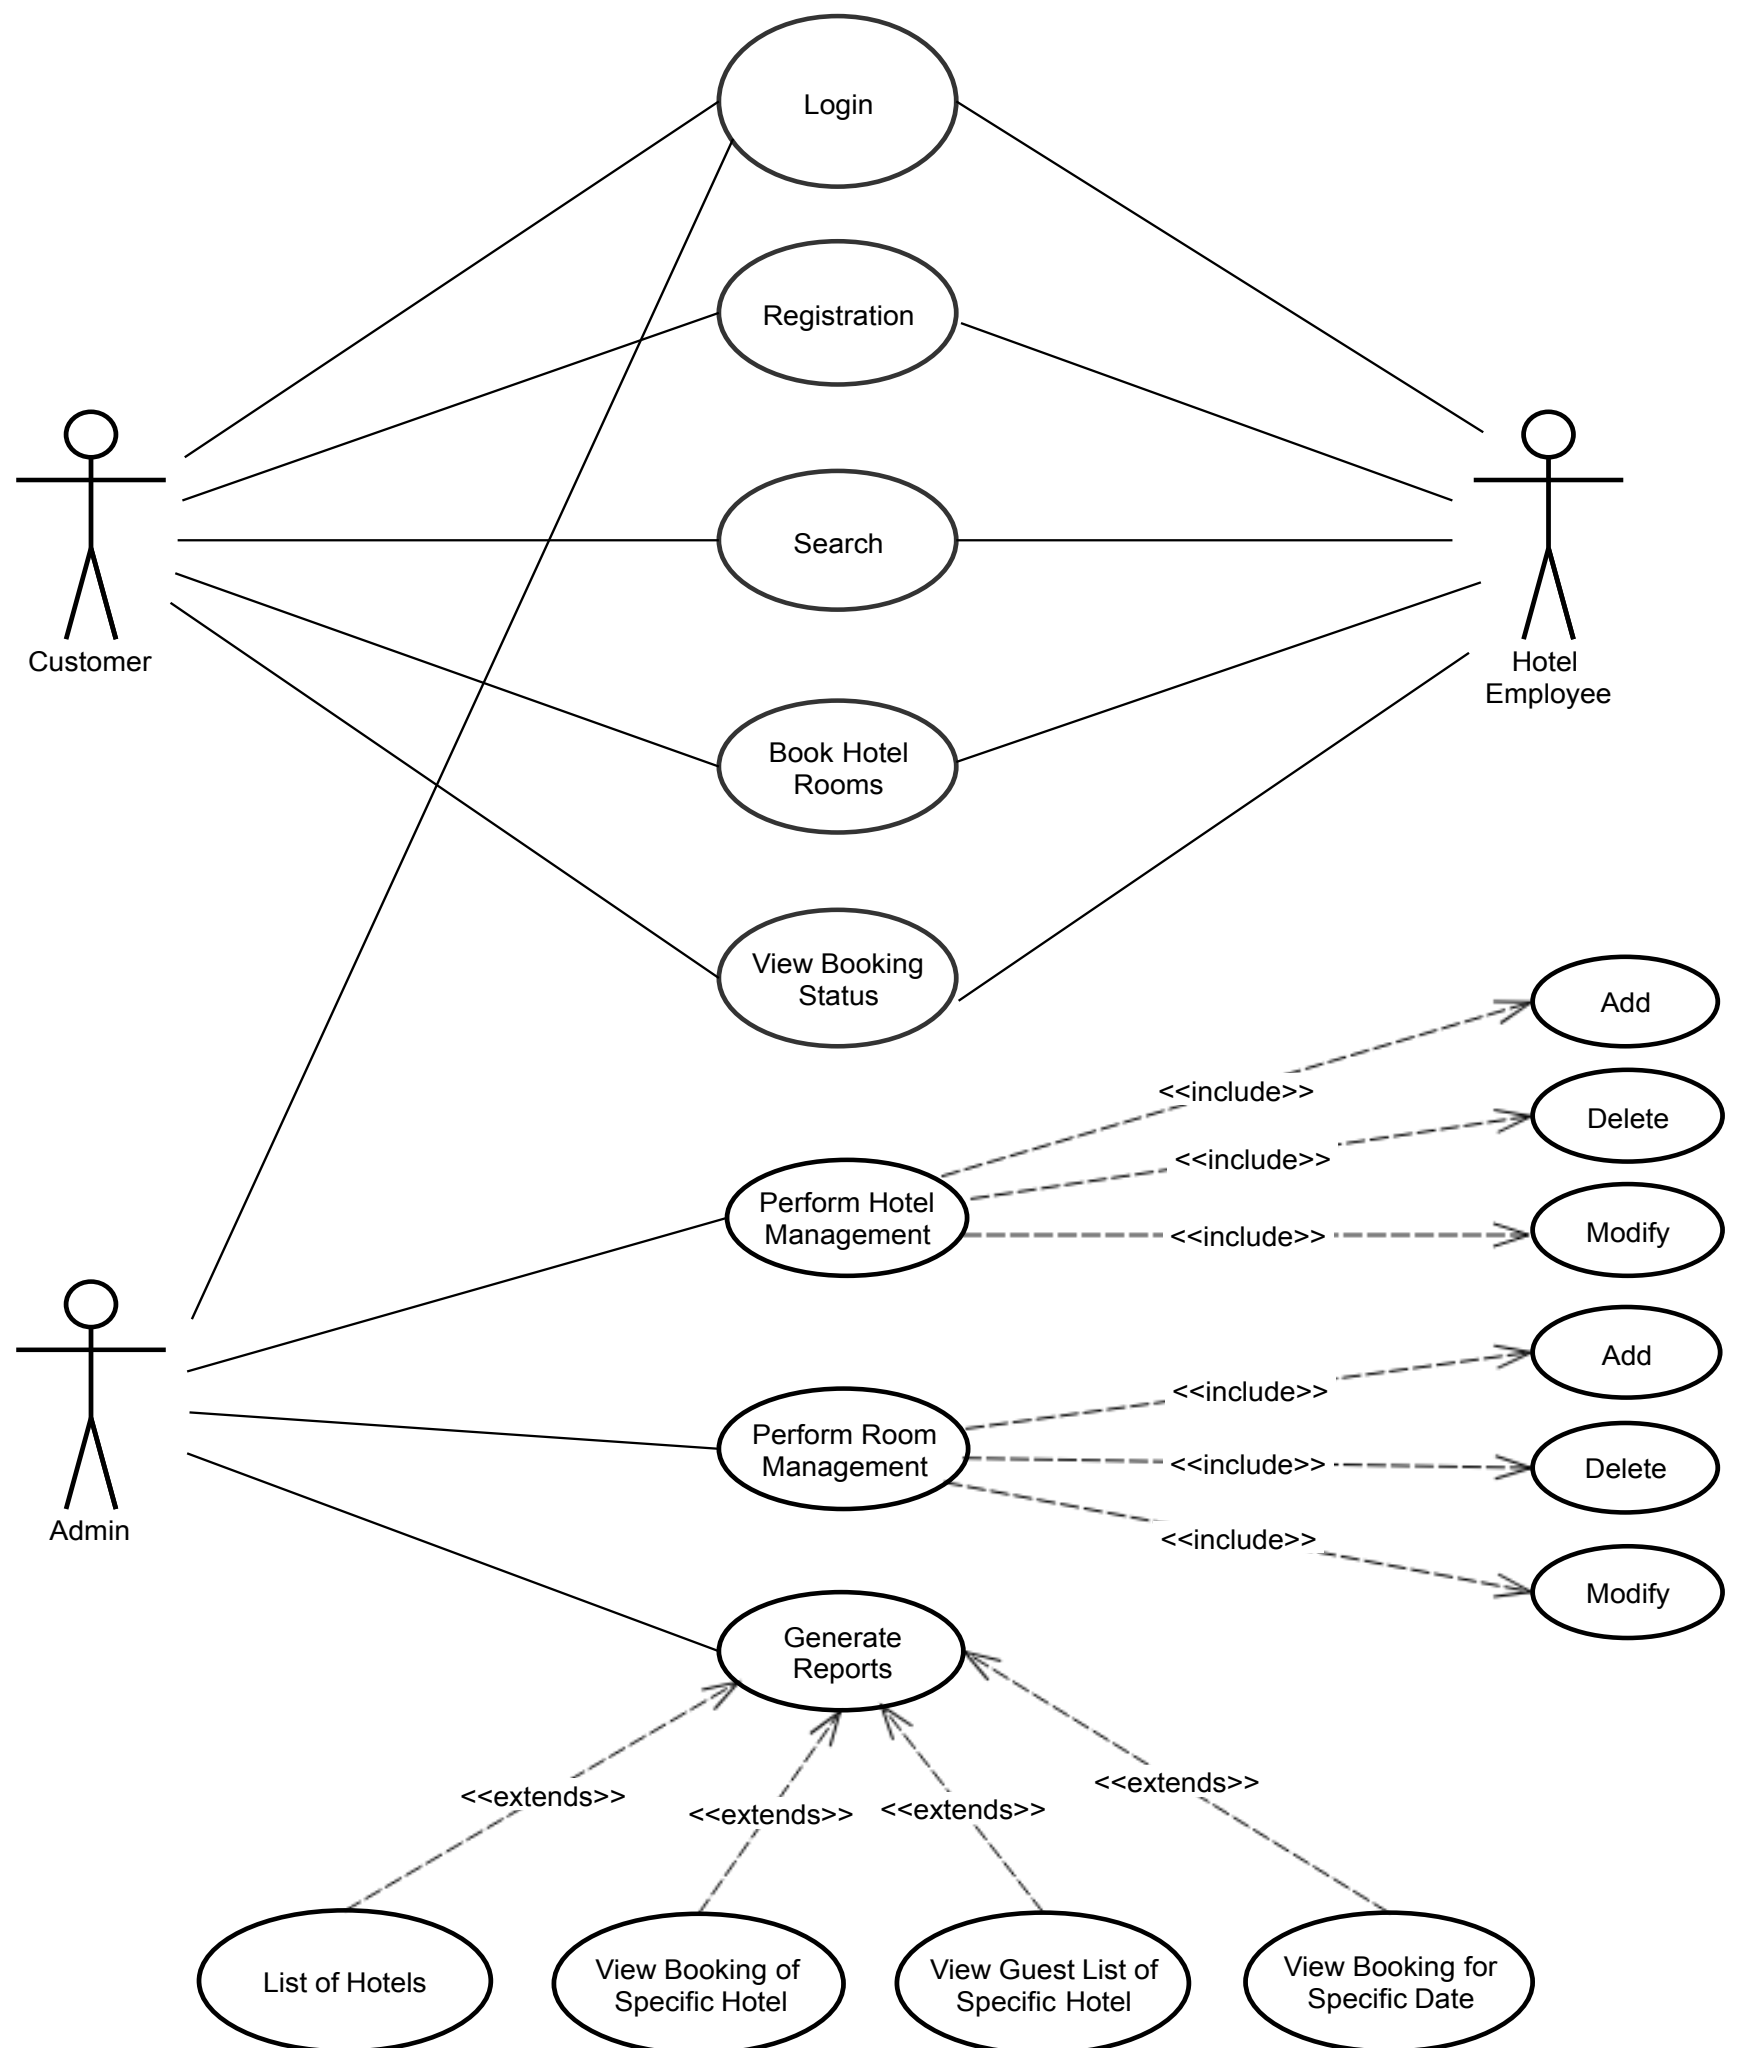 Login
Registration
Customer
Search
Hotel
Employee
Book Hotel
Rooms
View Booking
Status
Add
<<include>>
Delete
<<include>>
Perform Hotel
Management
<<include>>
Modify
Add
<<include>>
Perform Room
Management
<<include>>
Delete
Admin
<<include>>
Modify
Generate
Reports
<<extends>>
<<extends>>
<<extends>>
<<extends>>
List of Hotels
View Booking of
Specific Hotel
View Guest List of
Specific Hotel
View Booking for
Specific Date